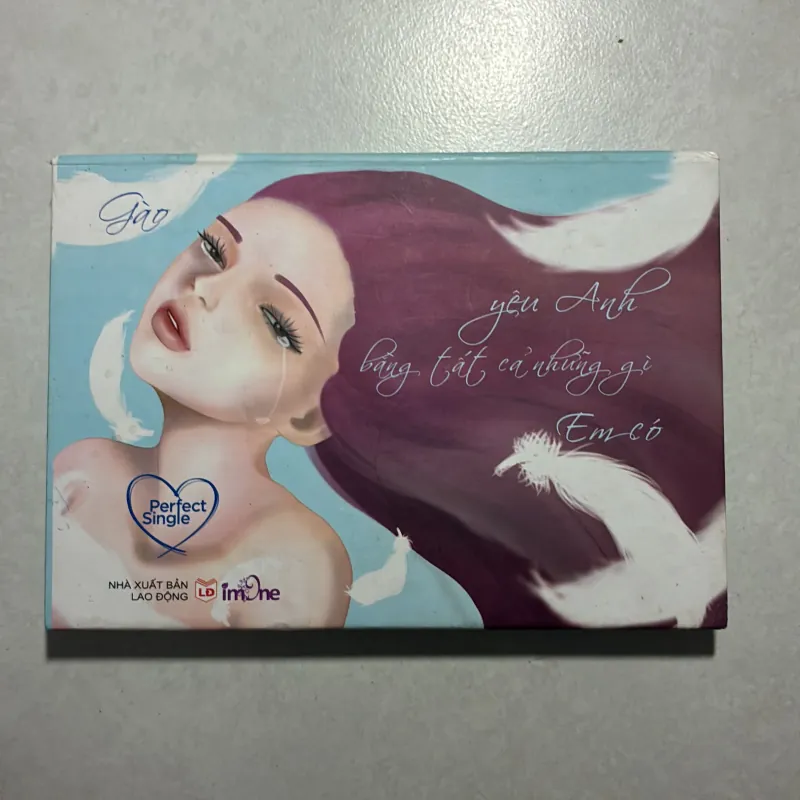 Gào
yêu Anh
bằng tất cả những gì
Em có
Perfect
Single
NHÀ XUẤT BẢN
LAO ĐỘNG
LĐ
imOne